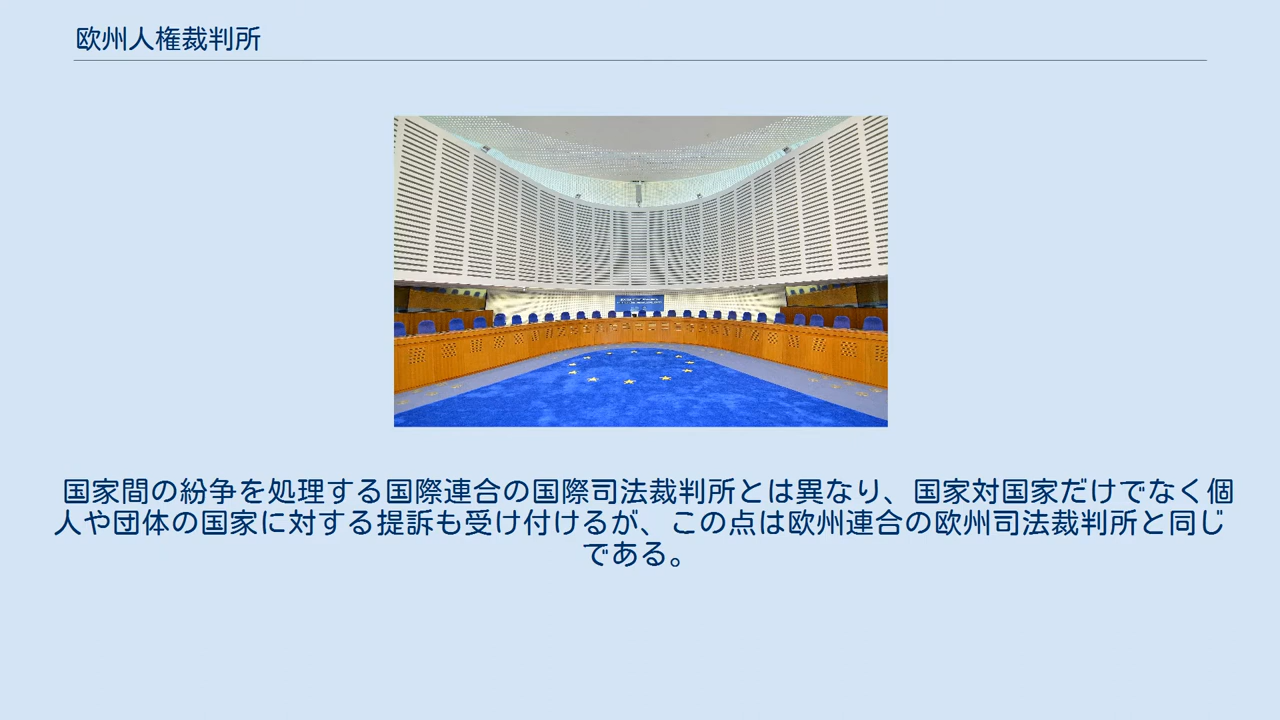 欧州人権裁判所
国家間の紛争を処理する国際連合の国際司法裁判所とは異なり、国家対国家だけでなく個
人や団体の国家に対する提訴も受け付けるが、この点は欧州連合の欧州司法裁判所と同じ
である。